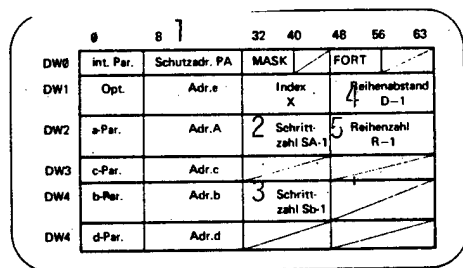 0 8 1 32 40 48 56 63
DW0 int. Par. Schutzadr. PA MASK FORT
DW1 Opt. Adr.e Index X 4 Reihenabstand D-1
DW2 a-Par. Adr.A 2 Schritt-zahl SA-1 5 Reihenzahl R-1
DW3 c-Par. Adr.c
DW4 b-Par. Adr.b 3 Schritt-zahl Sb-1
DW4 d-Par. Adr.d